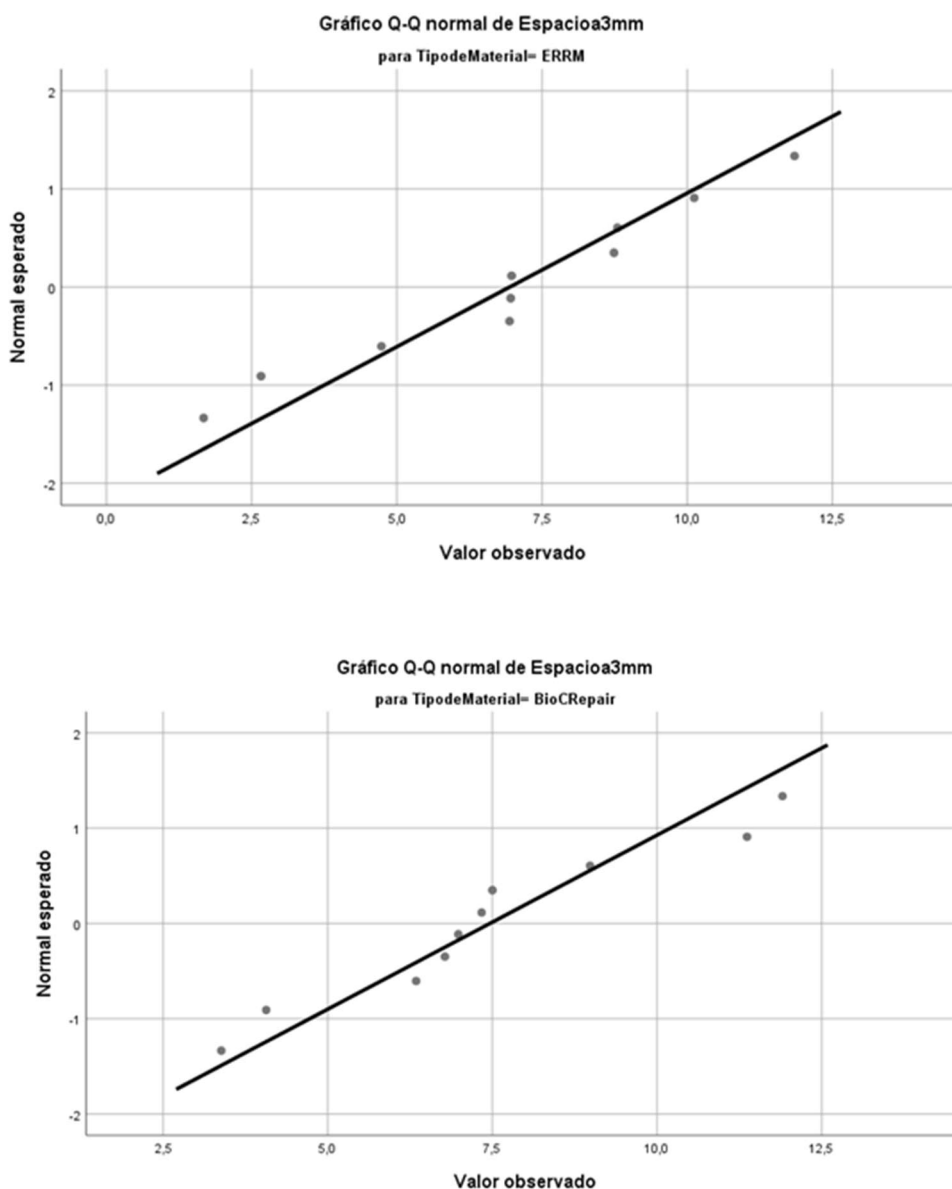 Gráfico Q-Q normal de Espacioa3mm
para TipodeMaterial= ERRM
2
1
0
-1
-2
Normal esperado
0,0 2,5 5,0 7,5 10,0 12,5
Valor observado
Gráfico Q-Q normal de Espacioa3mm
para TipodeMaterial= BioCRepair
2
1
0
-1
-2
Normal esperado
2,5 5,0 7,5 10,0 12,5
Valor observado